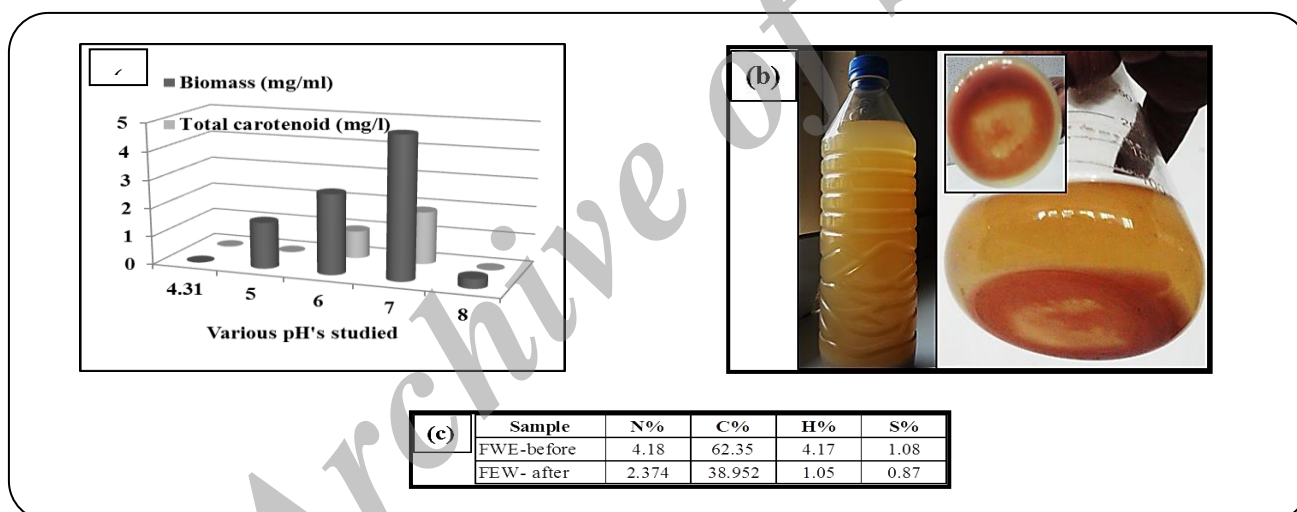 Biomass (mg/ml)
Total carotenoid (mg/l)
5
4
3
2
1
0
4.31 5 6 7 8
Various pH's studied
(b)
(c)
Sample N% C% H% S%
FWE-before 4.18 62.35 4.17 1.08
FEW- after 2.374 38.952 1.05 0.87
Archive of